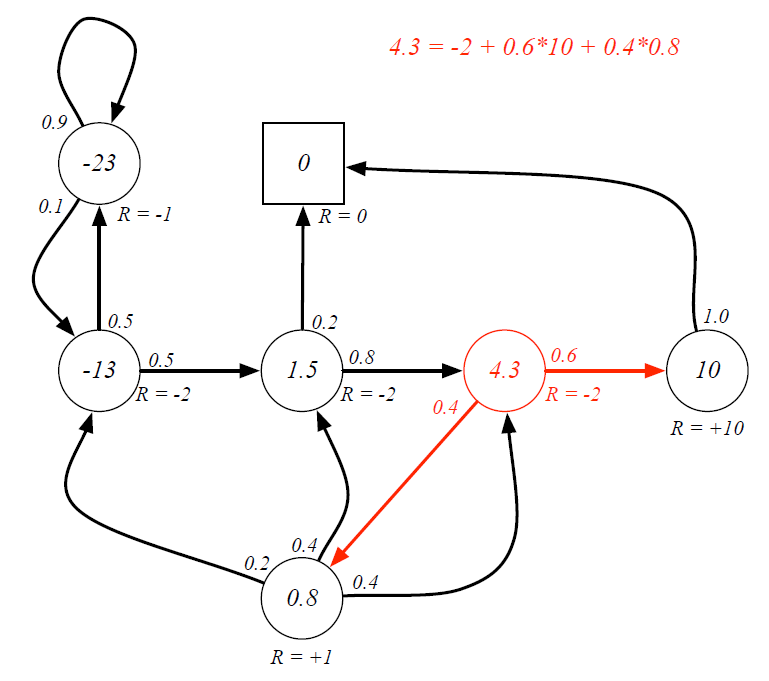 4.3 = -2 + 0.6*10 + 0.4*0.8
0.9
-23
0
0.1
R = -1
R = 0
0.5
0.2
1.0
-13
0.5
1.5
0.8
4.3
0.6
10
R = -2
R = -2
0.4
R = -2
R = +10
0.4
0.2
0.8
0.4
R = +1